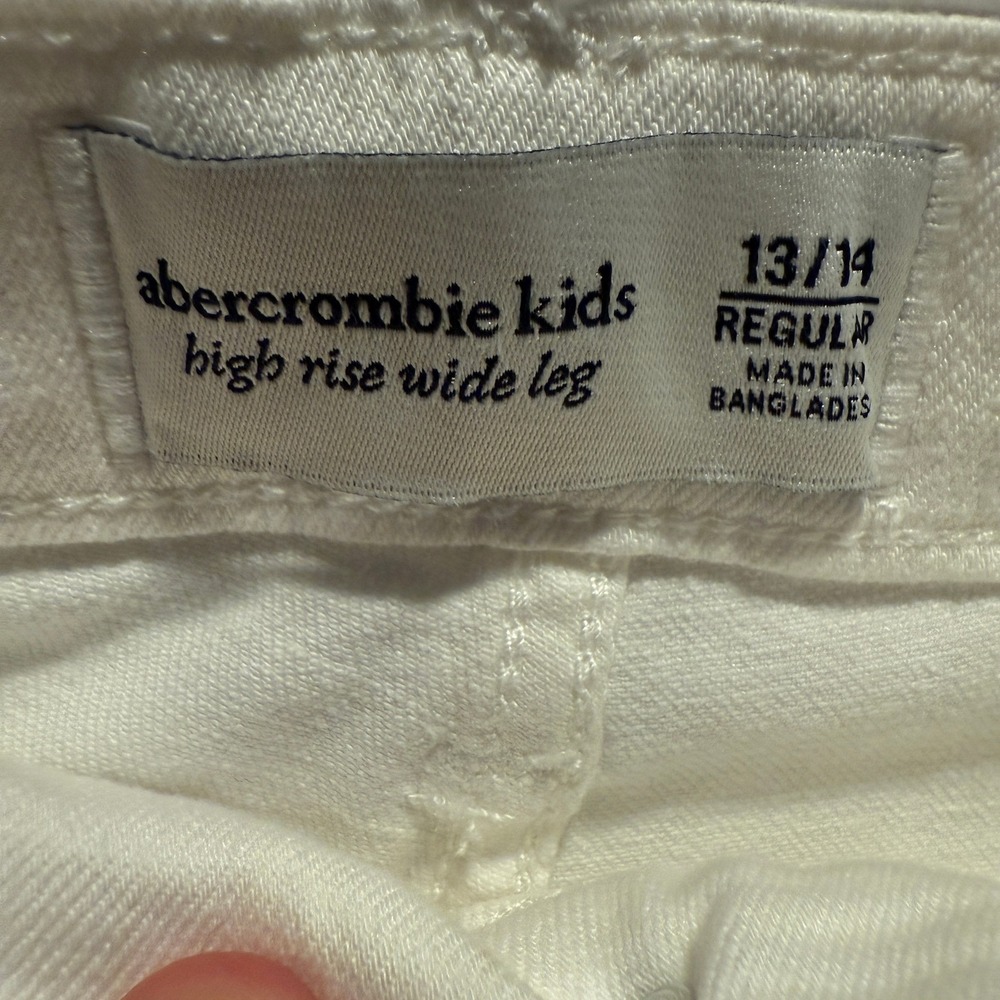 abercrombie kids
high rise wide leg
13/14
REGULAR
MADE IN
BANGLADES